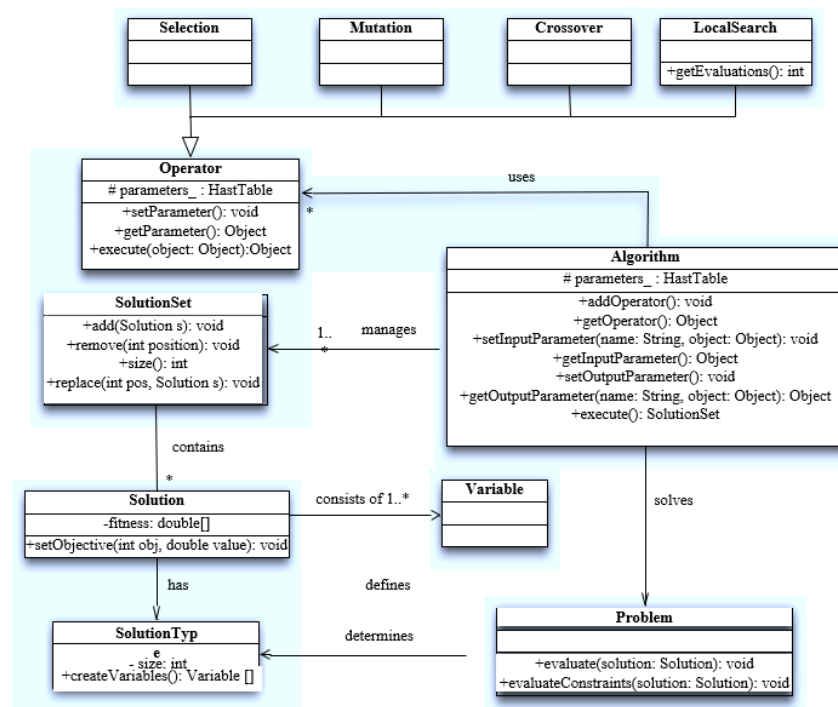 Selection
Mutation
Crossover
LocalSearch
+getEvaluations(): int
Operator
# parameters_ : HastTable
+setParameter(): void
+getParameter(): Object
+execute(object: Object):Object
uses
*
Algorithm
# parameters_ : HastTable
+addOperator(): void
+getOperator(): Object
+setInputParameter(name: String, object: Object): void
+getInputParameter(): Object
+setOutputParameter(): void
+getOutputParameter(name: String, object: Object): Object
+execute(): SolutionSet
SolutionSet
+add(Solution s): void
+remove(int position): void
+size(): int
+replace(int pos, Solution s): void
1..
*
manages
contains
*
Solution
-fitness: double[]
+setObjective(int obj, double value): void
consists of 1..*
Variable
solves
has
defines
SolutionTyp
e
- size: int
+createVariables(): Variable []
determines
Problem
+evaluate(solution: Solution): void
+evaluateConstraints(solution: Solution): void